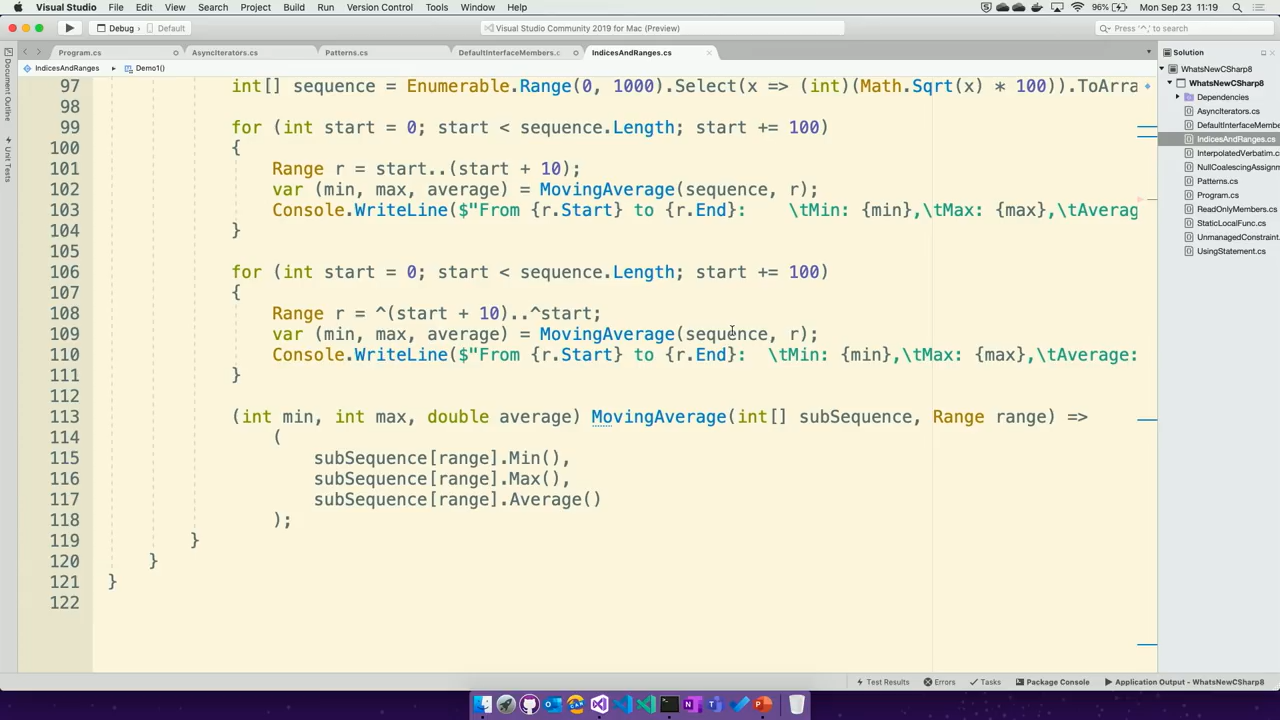 Visual Studio File Edit View Search Project Build Run Version Control Tools Window Help 96% Mon Sep 23 11:19
Debug Default Visual Studio Community 2019 for Mac (Preview) Press '⌘.' to search
Program.cs AsyncIterators.cs Patterns.cs DefaultInterfaceMembers.c IndicesAndRanges.cs Solution
IndicesAndRanges Demo1()
Document Outline
Unit Tests
97 int[] sequence = Enumerable.Range(0, 1000).Select(x => (int)(Math.Sqrt(x) * 100)).ToArra
98
99 for (int start = 0; start < sequence.Length; start += 100)
100 {
101 Range r = start..(start + 10);
102 var (min, max, average) = MovingAverage(sequence, r);
103 Console.WriteLine($"From {r.Start} to {r.End}: \tMin: {min},\tMax: {max},\tAverag
104 }
105
106 for (int start = 0; start < sequence.Length; start += 100)
107 {
108 Range r = ^(start + 10)..^start;
109 var (min, max, average) = MovingAverage(sequence, r);
110 Console.WriteLine($"From {r.Start} to {r.End}: \tMin: {min},\tMax: {max},\tAverage:
111 }
112
113 (int min, int max, double average) MovingAverage(int[] subSequence, Range range) =>
114 (
115 subSequence[range].Min(),
116 subSequence[range].Max(),
117 subSequence[range].Average()
118 );
119 }
120 }
121 }
122
WhatsNewCSharp8
WhatsNewCSharp8
Dependencies
AsyncIterators.cs
DefaultInterfaceMembe
IndicesAndRanges.cs
InterpolatedVerbatim.c
NullCoalescingAssignm
Patterns.cs
Program.cs
ReadOnlyMembers.cs
StaticLocalFunc.cs
UnmanagedConstraint.
UsingStatement.cs
Test Results Errors Tasks Package Console Application Output - WhatsNewCSharp8